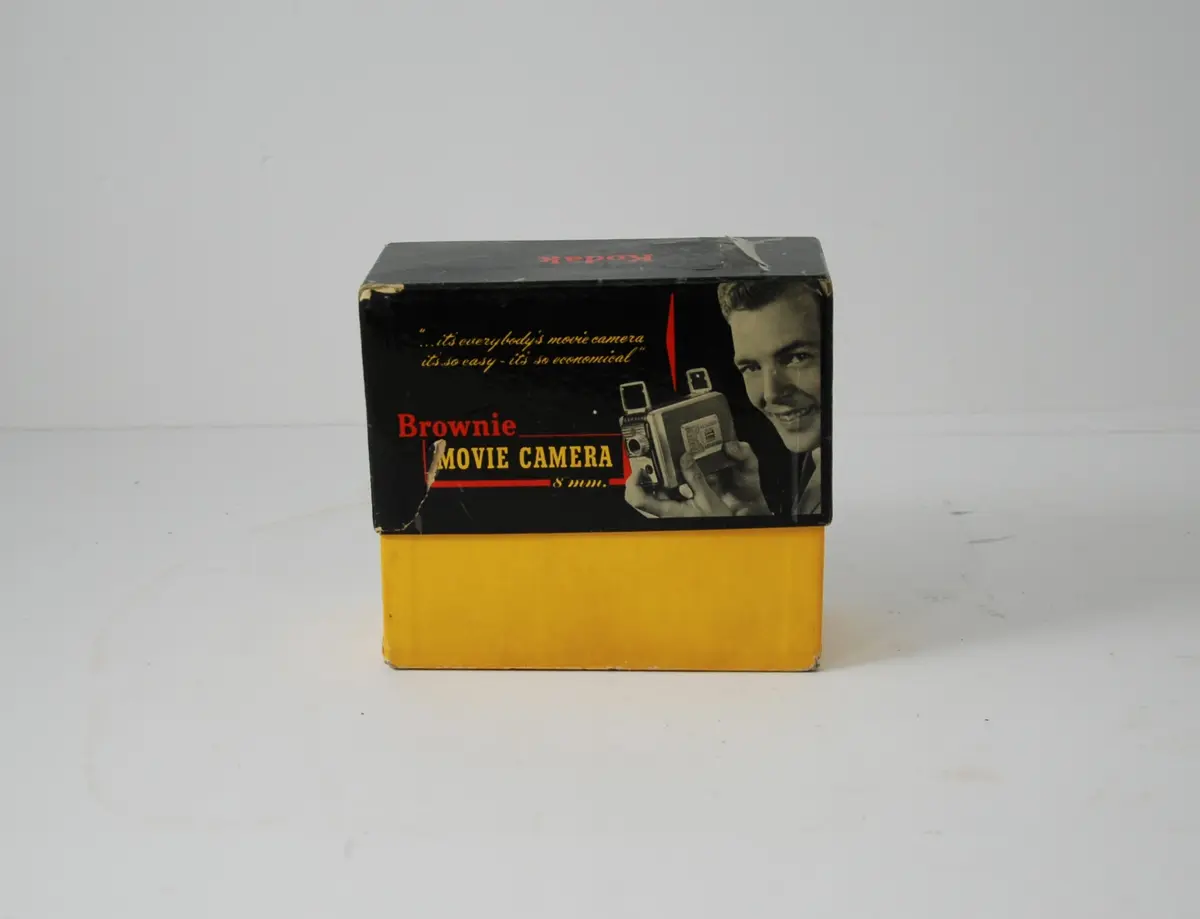 Kodak
"...it's everybody's movie camera
it's so easy - it's so economical"
Brownie
MOVIE CAMERA
8 mm.